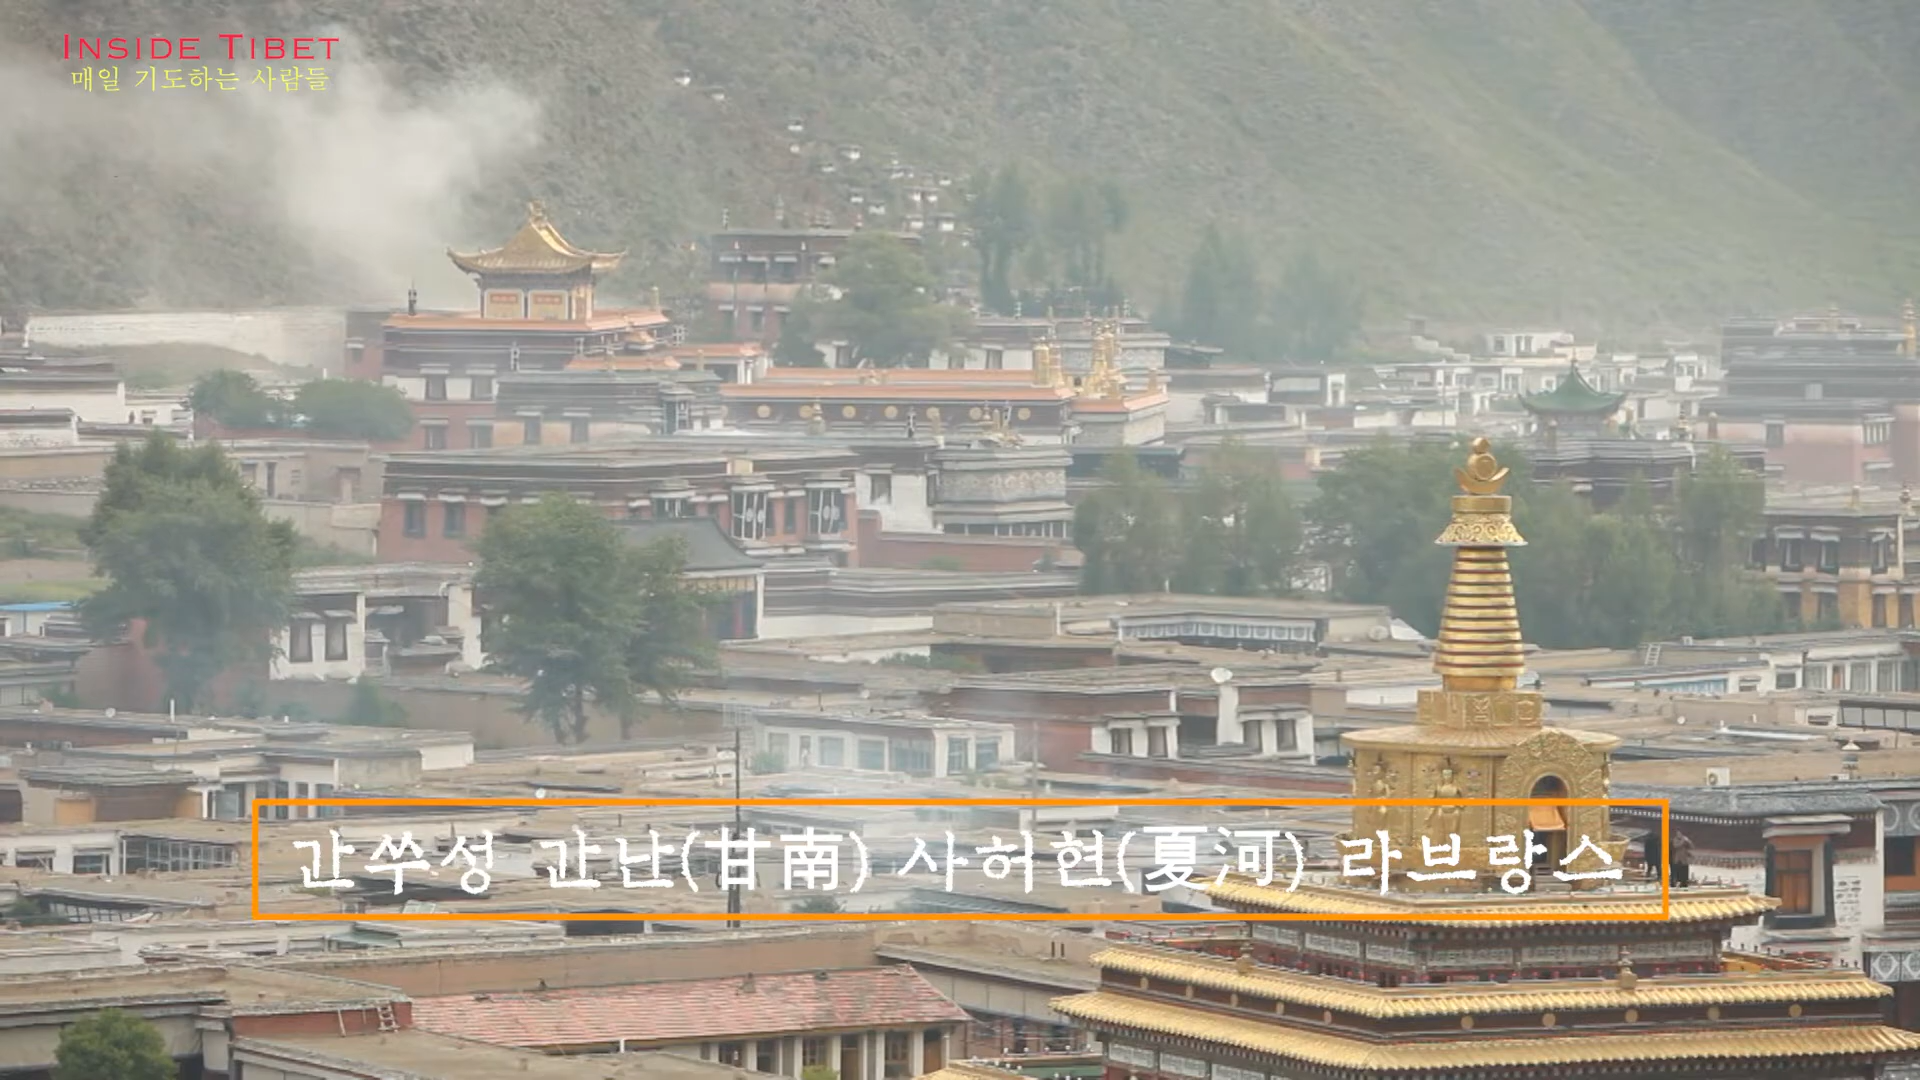 INSIDE TIBET
매일 기도하는 사람들
간쑤성 간난(甘南) 샤허현(夏河) 라브랑스